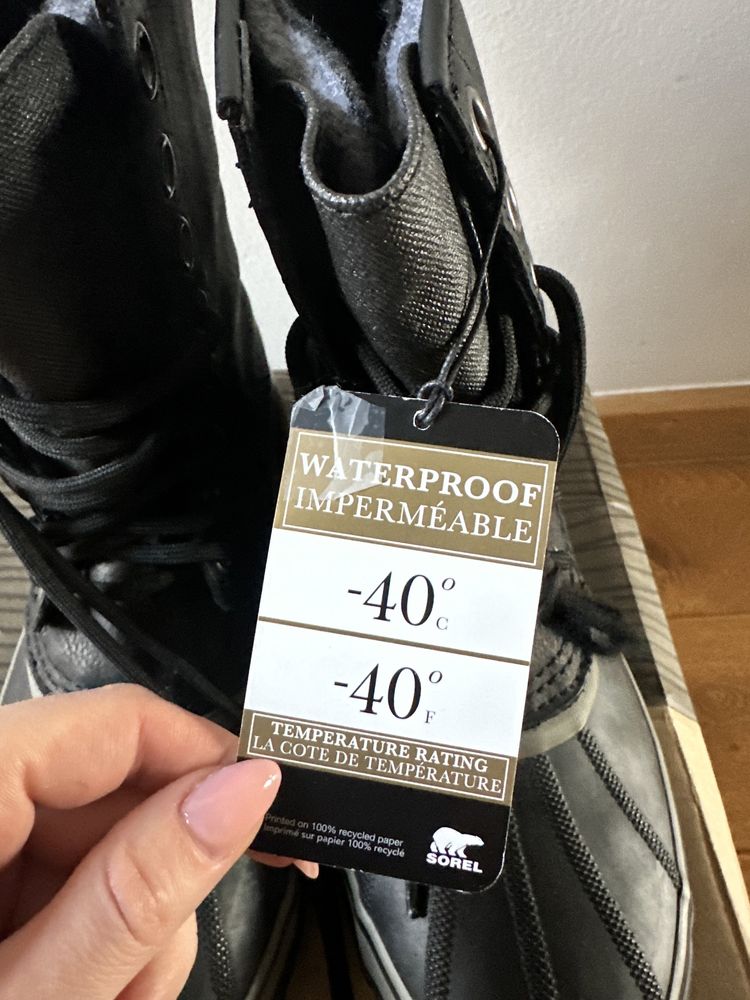 WATERPROOF
IMPERMÉABLE
-40°C
-40°F
TEMPERATURE RATING
LA COTE DE TEMPÉRATURE
Printed on 100% recycled paper
Imprimé sur papier 100% recyclé
SOREL